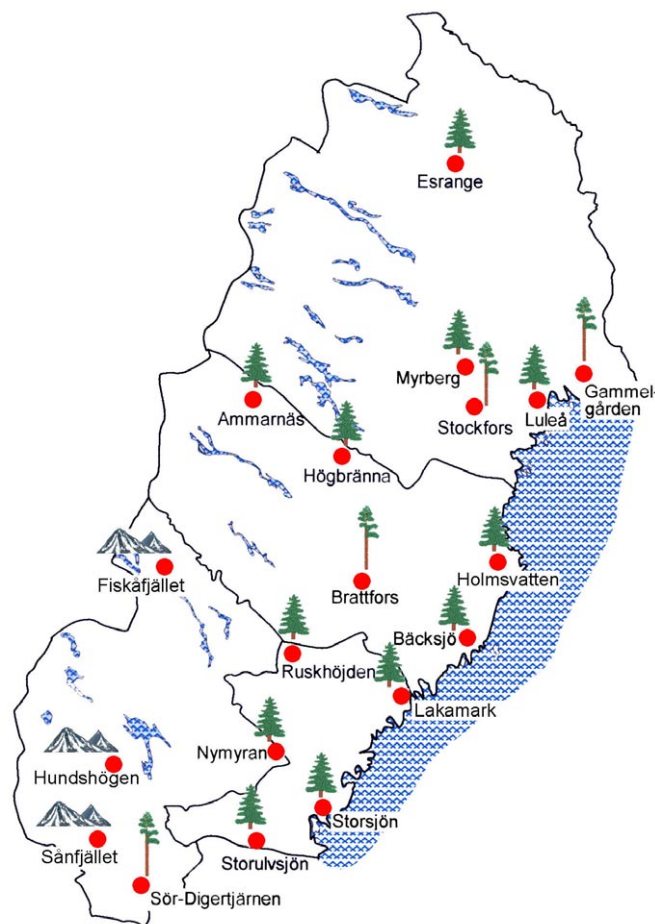 Esrange
Myrberg
Gammel-
gården
Stockfors
Luleå
Ammarnäs
Högbränna
Fiskåfjället
Brattfors
Holmsvatten
Bäcksjö
Ruskhöjden
Lakamark
Nymyran
Hundshögen
Storsjön
Sånfjället
Storulvsjön
Sör-Digertjärnen